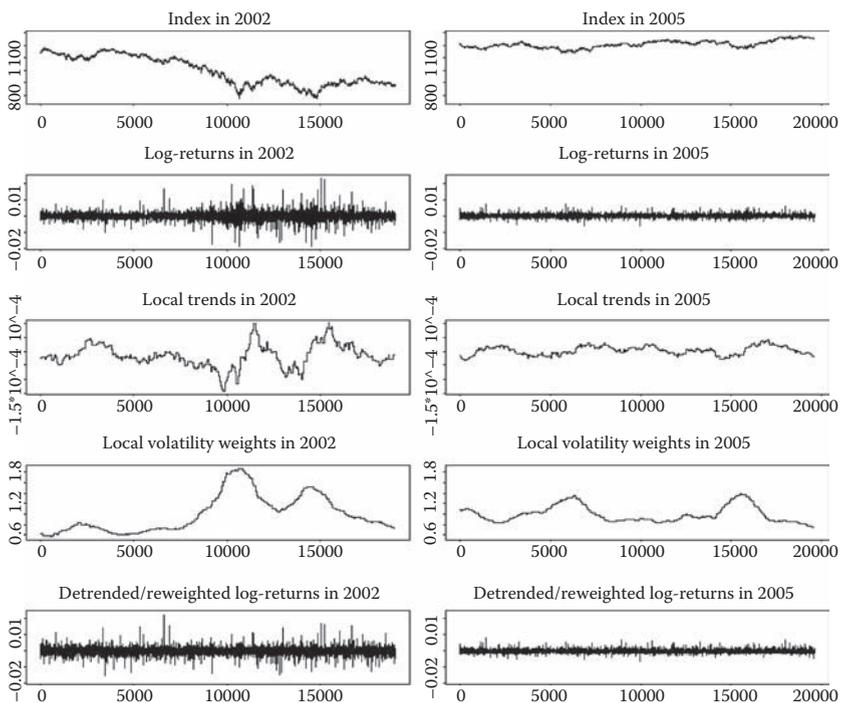 Index in 2002
800 1100
0 5000 10000 15000
Index in 2005
800 1100
0 5000 10000 15000 20000
Log-returns in 2002
−0.02 0.01
0 5000 10000 15000
Log-returns in 2005
−0.02 0.01
0 5000 10000 15000 20000
Local trends in 2002
−1.5*10^−4 10^−4
0 5000 10000 15000
Local trends in 2005
−1.5*10^−4 10^−4
0 5000 10000 15000 20000
Local volatility weights in 2002
0.6 1.2 1.8
0 5000 10000 15000
Local volatility weights in 2005
0.6 1.2 1.8
0 5000 10000 15000 20000
Detrended/reweighted log-returns in 2002
−0.02 0.01
0 5000 10000 15000
Detrended/reweighted log-returns in 2005
−0.02 0.01
0 5000 10000 15000 20000